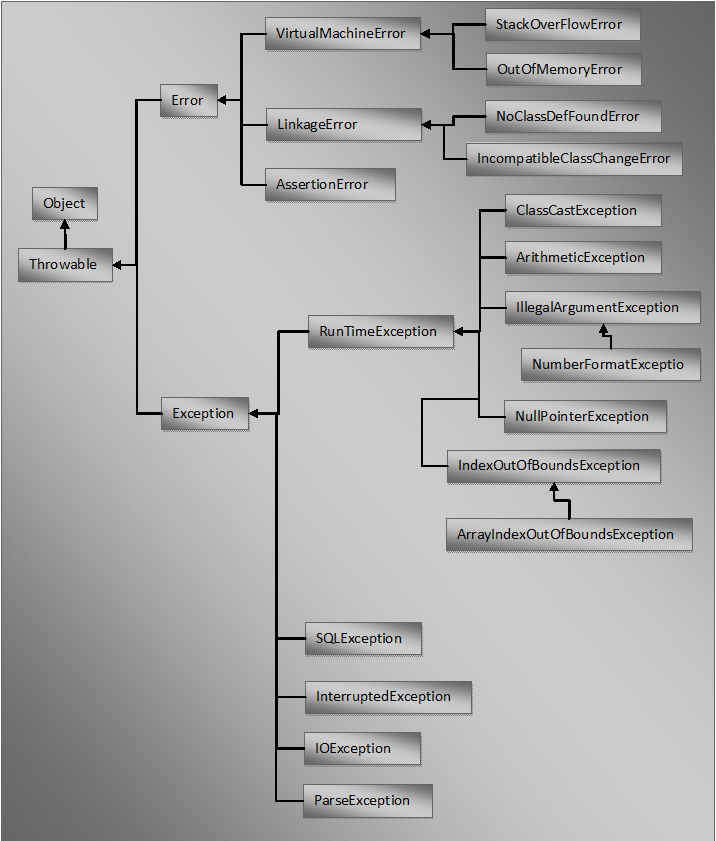 VirtualMachineError
StackOverFlowError
OutOfMemoryError
Error
LinkageError
NoClassDefFoundError
IncompatibleClassChangeError
AssertionError
Object
Throwable
ClassCastException
ArithmeticException
IllegalArgumentException
RunTimeException
NumberFormatExceptio
Exception
NullPointerException
IndexOutOfBoundsException
ArrayIndexOutOfBoundsException
SQLException
InterruptedException
IOException
ParseException